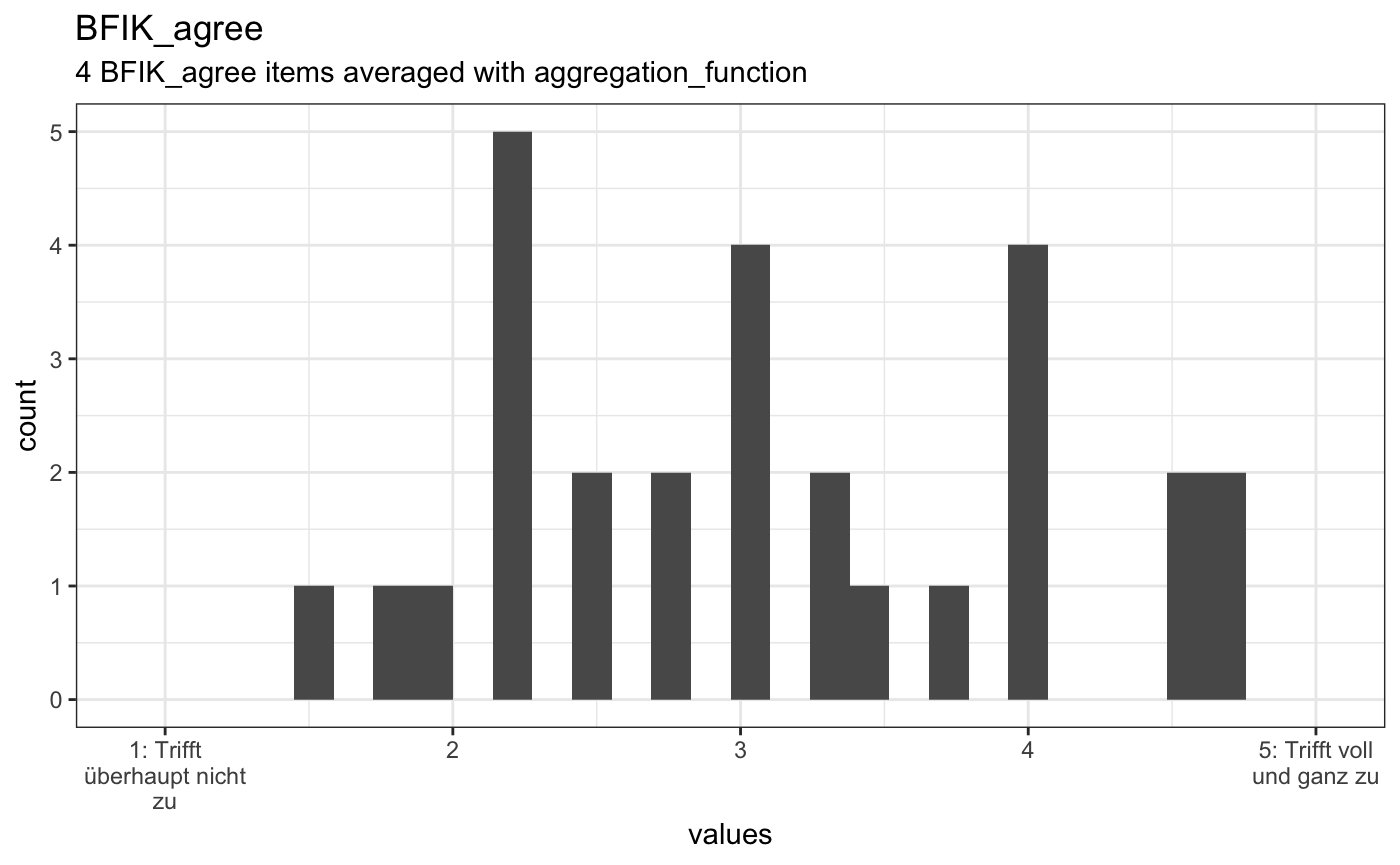 BFIK_agree
4 BFIK_agree items averaged with aggregation_function
5
4
3
2
1
0
count
1: Trifft
überhaupt nicht
zu
2
3
4
5: Trifft voll
und ganz zu
values